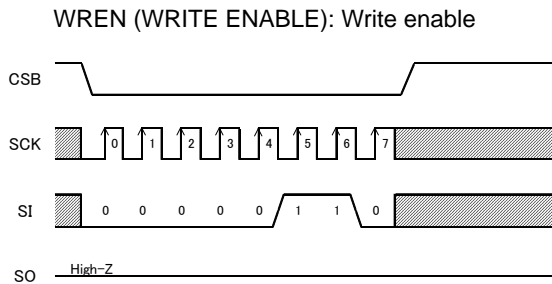 WREN (WRITE ENABLE): Write enable
CSB
SCK 0 1 2 3 4 5 6 7
SI 0 0 0 0 0 1 1 0
SO High-Z